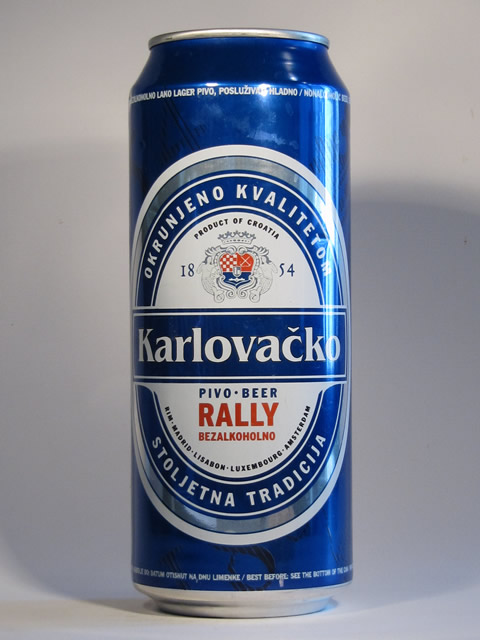 LAKO LAGER PIVO, POSLUŽIVATI HLADNO /
OKRUNJENO KVALITETOM
PRODUCT OF CROATIA
18 54
Karlovačko
PIVO·BEER
RALLY
BEZALKOHOLNO
RIM·MADRID·LISABON·LUXEMBOURG·AMSTERDAM
STOLJETNA TRADICIJA
DATUM OTISNUT NA DNU LIMENKE / BEST BEFORE: SEE THE BOTTOM OF THE CAN